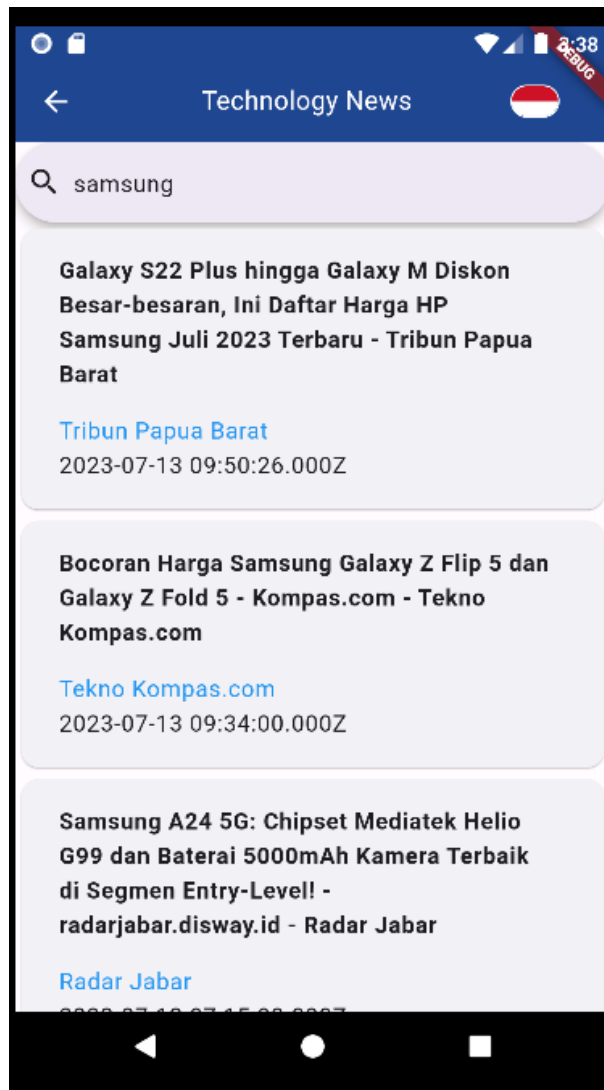 3:38
DEBUG
Technology News
samsung
Galaxy S22 Plus hingga Galaxy M Diskon
Besar-besaran, Ini Daftar Harga HP
Samsung Juli 2023 Terbaru - Tribun Papua
Barat
Tribun Papua Barat
2023-07-13 09:50:26.000Z
Bocoran Harga Samsung Galaxy Z Flip 5 dan
Galaxy Z Fold 5 - Kompas.com - Tekno
Kompas.com
Tekno Kompas.com
2023-07-13 09:34:00.000Z
Samsung A24 5G: Chipset Mediatek Helio
G99 dan Baterai 5000mAh Kamera Terbaik
di Segmen Entry-Level! -
radarjabar.disway.id - Radar Jabar
Radar Jabar